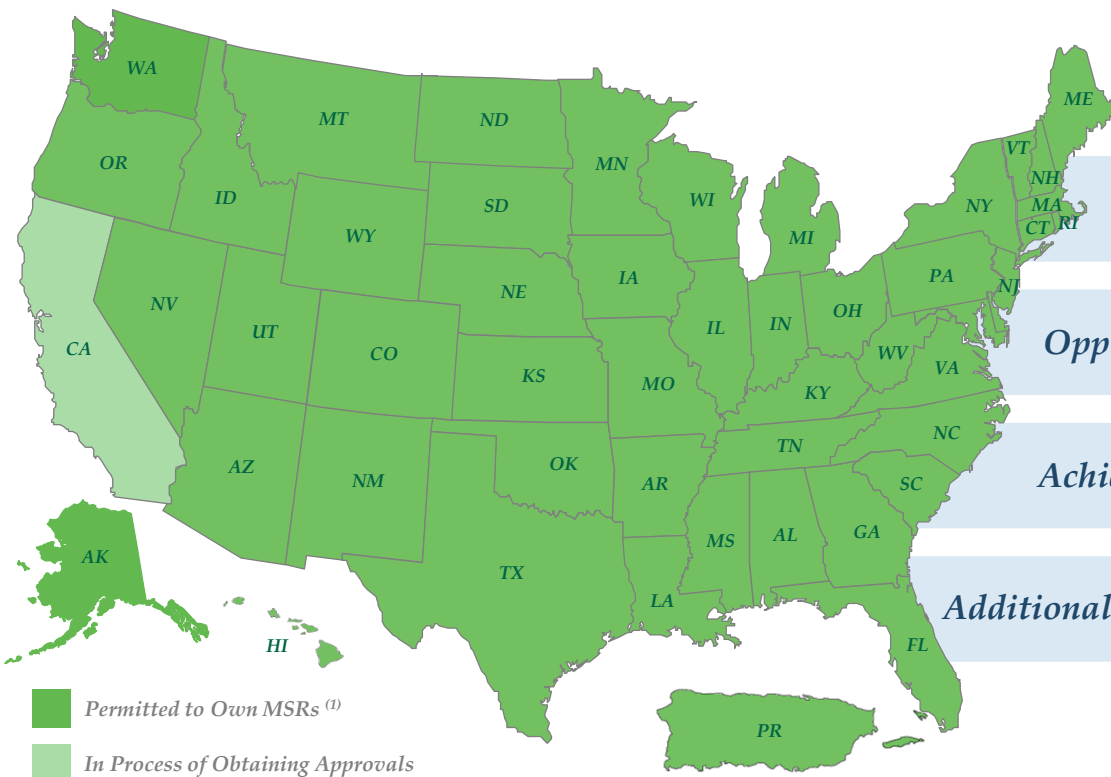 WA
MT
ND
MN
ME
OR
ID
SD
WI
VT
NH
WY
MI
NY
MA
CT
RI
NV
UT
NE
IA
PA
NJ
CA
CO
KS
IL
IN
OH
WV
VA
MO
KY
Opp
AZ
NM
OK
AR
TN
NC
SC
Achi
MS
AL
GA
AK
TX
LA
HI
FL
Additional
PR
Permitted to Own MSRs (1)
In Process of Obtaining Approvals